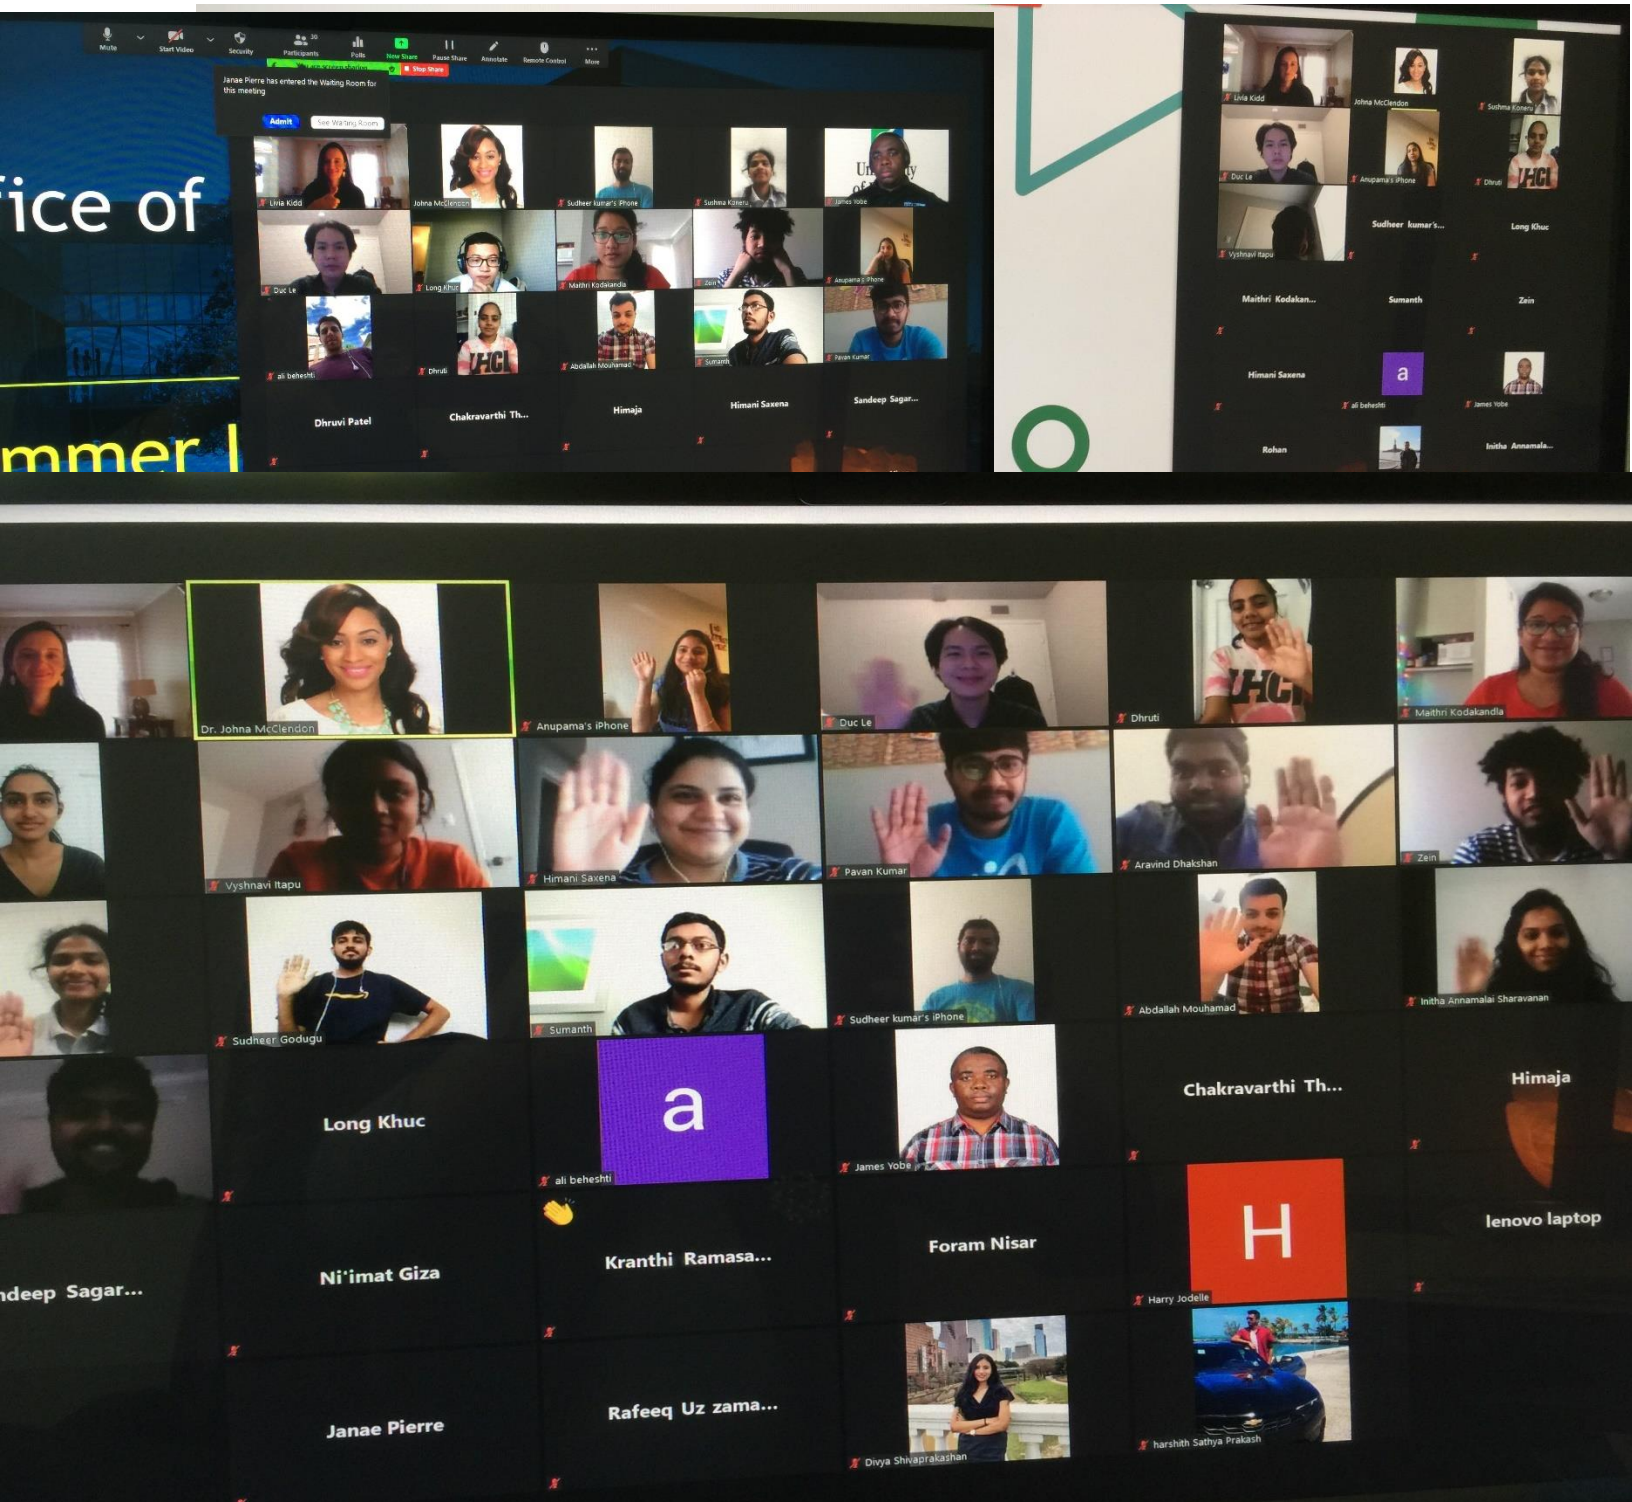 Mute
Start Video
Security
Participants
30
Polls
New Share
Pause Share
Annotate
Remote Control
More
Stop Share
Janae Pierre has entered the Waiting Room for
this meeting
Admit
See Waiting Room
fice of
mmer
Livia Kidd
Johna McClendon
Sudheer kumar's iPhone
Sushma Koneru
James Yobe
Duc Le
Long Khuc
Maithri Kodakandla
Zein
Anupama's iPhone
ali beheshti
Dhruti
Abdallah Mouhamad
Sumanth
Pavan Kumar
Dhruvi Patel
Chakravarthi Th...
Himaja
Himani Saxena
Sandeep Sagar...
Livia Kidd
Johna McClendon
Sushma Koneru
Duc Le
Anupama's iPhone
Dhruti
Vyshnavi Itapu
Sudheer kumar's...
Long Khuc
Maithri Kodakan...
Sumanth
Zein
Himani Saxena
a
ali beheshti
James Yobe
Rohan
Initha Annamala...
Dr. Johna McClendon
Anupama's iPhone
Duc Le
Dhruti
UHCL
Maithri Kodakandla
Vyshnavi Itapu
Himani Saxena
Pavan Kumar
Aravind Dhakshan
Zein
Sudheer Godugu
Sumanth
Sudheer kumar's iPhone
Abdallah Mouhamad
Initha Annamalai Sharavanan
Long Khuc
a
ali beheshti
James Yobe
Chakravarthi Th...
Himaja
ndeep Sagar...
Ni'imat Giza
Kranthi Ramasa...
Foram Nisar
H
Harry Jodelle
lenovo laptop
Janae Pierre
Rafeeq Uz zama...
Divya Shivaprakashan
harshith Sathya Prakash